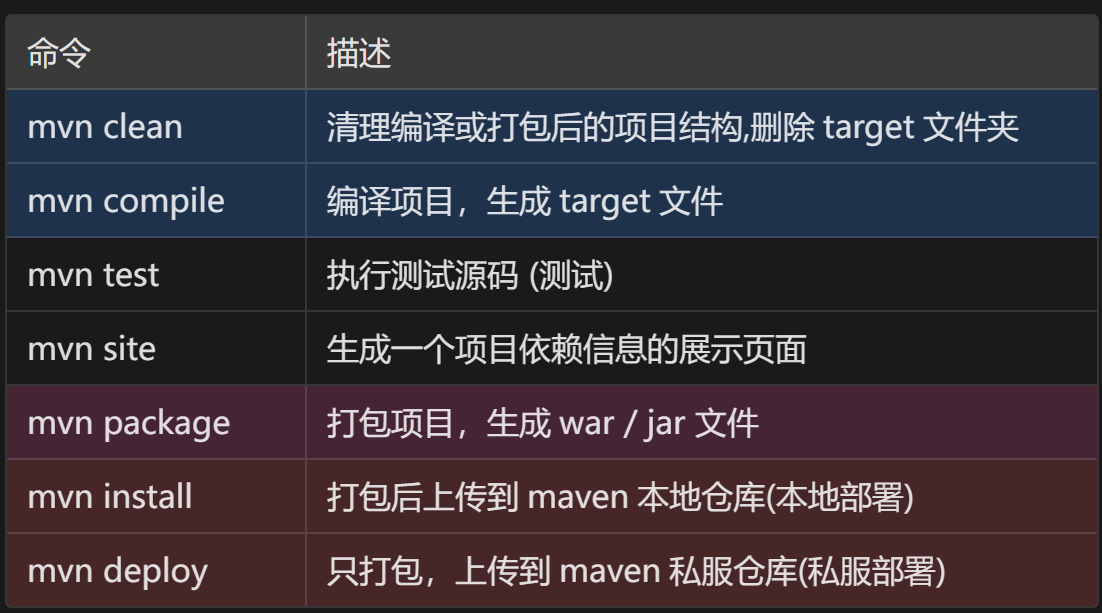 命令 描述
mvn clean 清理编译或打包后的项目结构,删除 target 文件夹
mvn compile 编译项目，生成 target 文件
mvn test 执行测试源码 (测试)
mvn site 生成一个项目依赖信息的展示页面
mvn package 打包项目，生成 war / jar 文件
mvn install 打包后上传到 maven 本地仓库(本地部署)
mvn deploy 只打包，上传到 maven 私服仓库(私服部署)